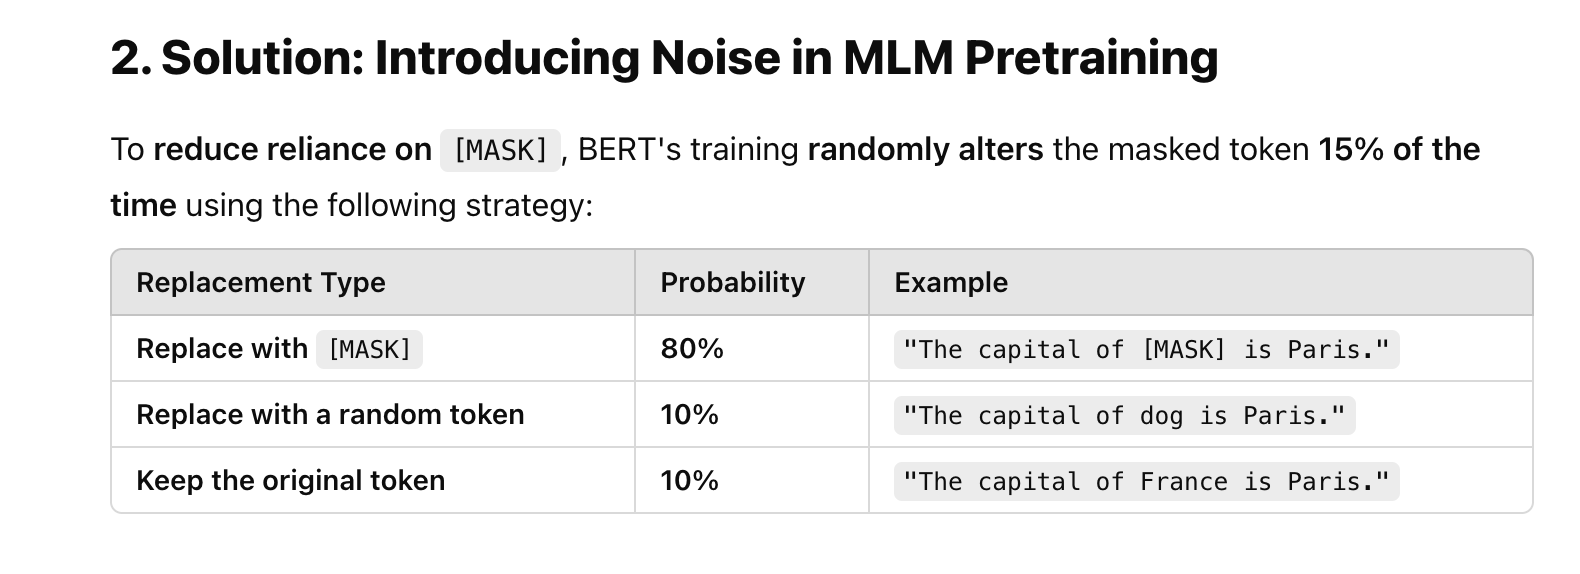 2. Solution: Introducing Noise in MLM Pretraining
To reduce reliance on [MASK], BERT's training randomly alters the masked token 15% of the
time using the following strategy:
Replacement Type Probability Example
Replace with [MASK] 80% "The capital of [MASK] is Paris."
Replace with a random token 10% "The capital of dog is Paris."
Keep the original token 10% "The capital of France is Paris."